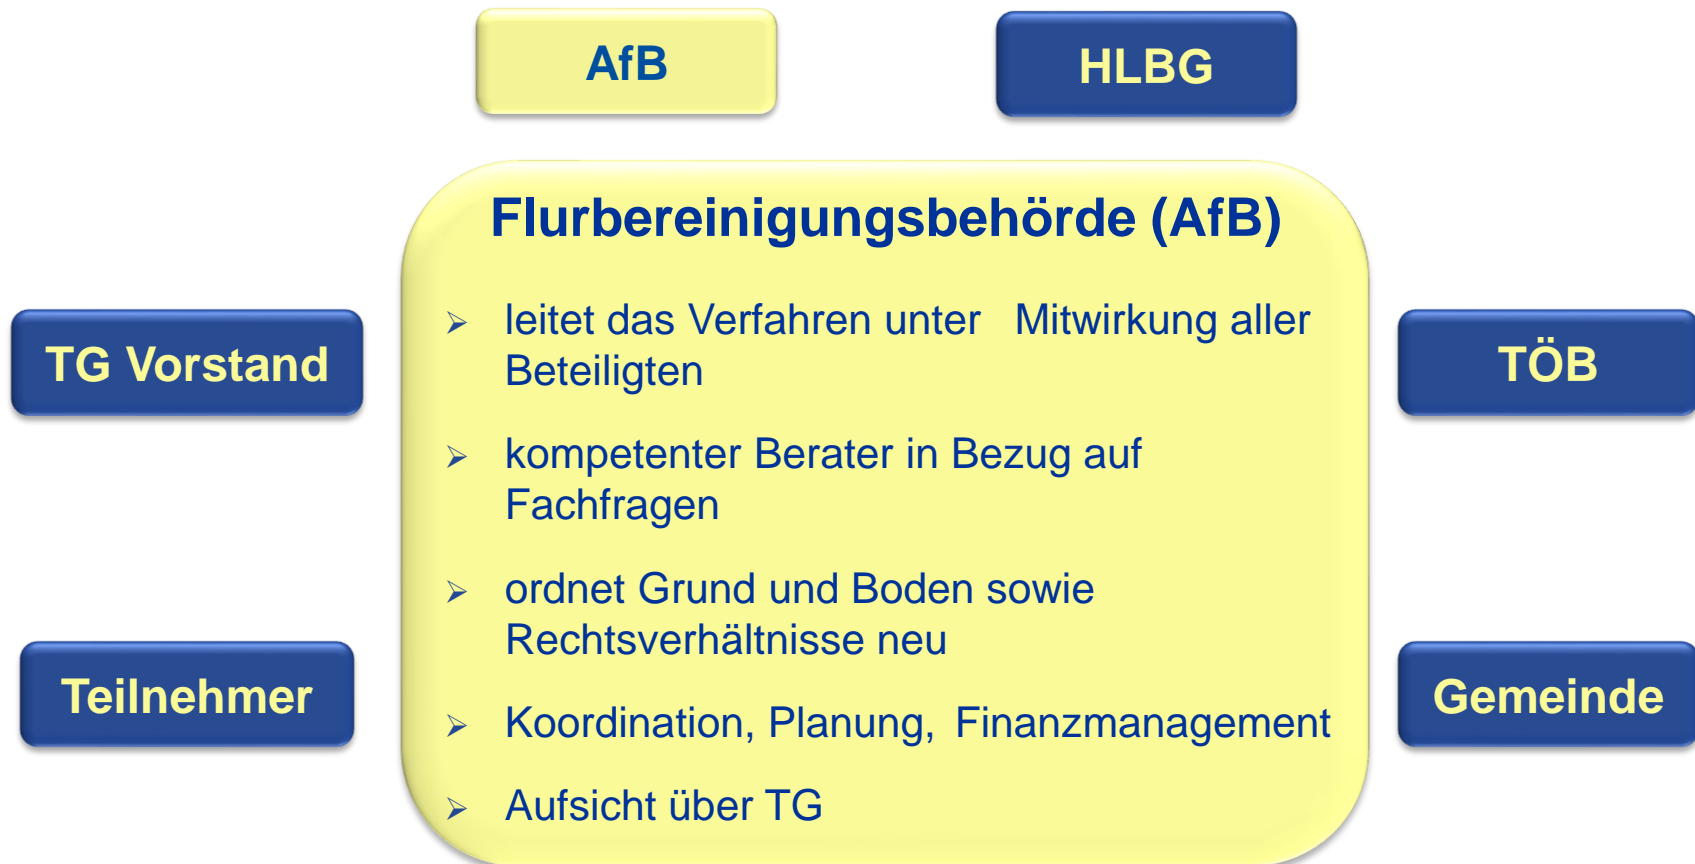 AfB
HLBG
Flurbereinigungsbehörde (AfB)
TG Vorstand
➢ leitet das Verfahren unter Mitwirkung aller
Beteiligten
➢ kompetenter Berater in Bezug auf
Fachfragen
➢ ordnet Grund und Boden sowie
Rechtsverhältnisse neu
➢ Koordination, Planung, Finanzmanagement
➢ Aufsicht über TG
TÖB
Teilnehmer
Gemeinde